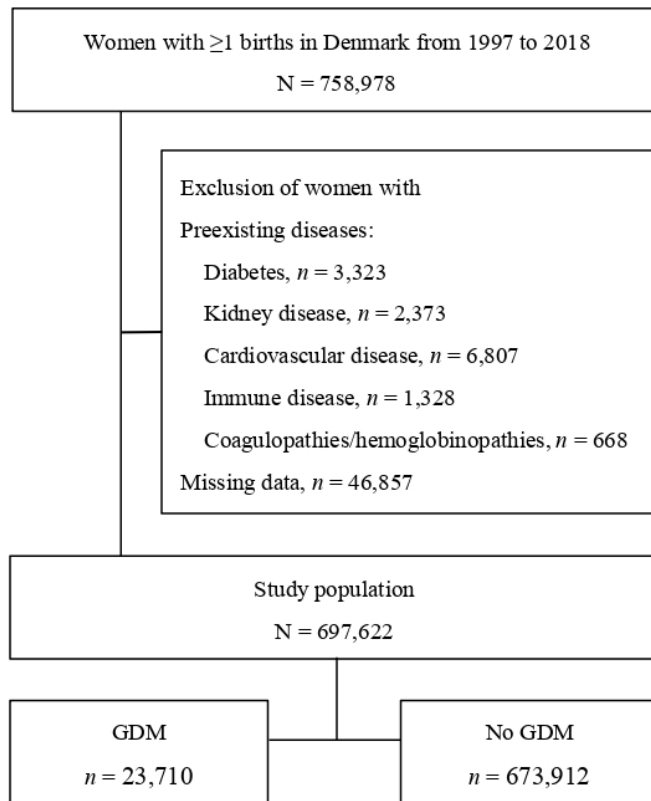 Women with ≥1 births in Denmark from 1997 to 2018
N = 758,978
Exclusion of women with
Preexisting diseases:
Diabetes, n = 3,323
Kidney disease, n = 2,373
Cardiovascular disease, n = 6,807
Immune disease, n = 1,328
Coagulopathies/hemoglobinopathies, n = 668
Missing data, n = 46,857
Study population
N = 697,622
GDM
n = 23,710
No GDM
n = 673,912